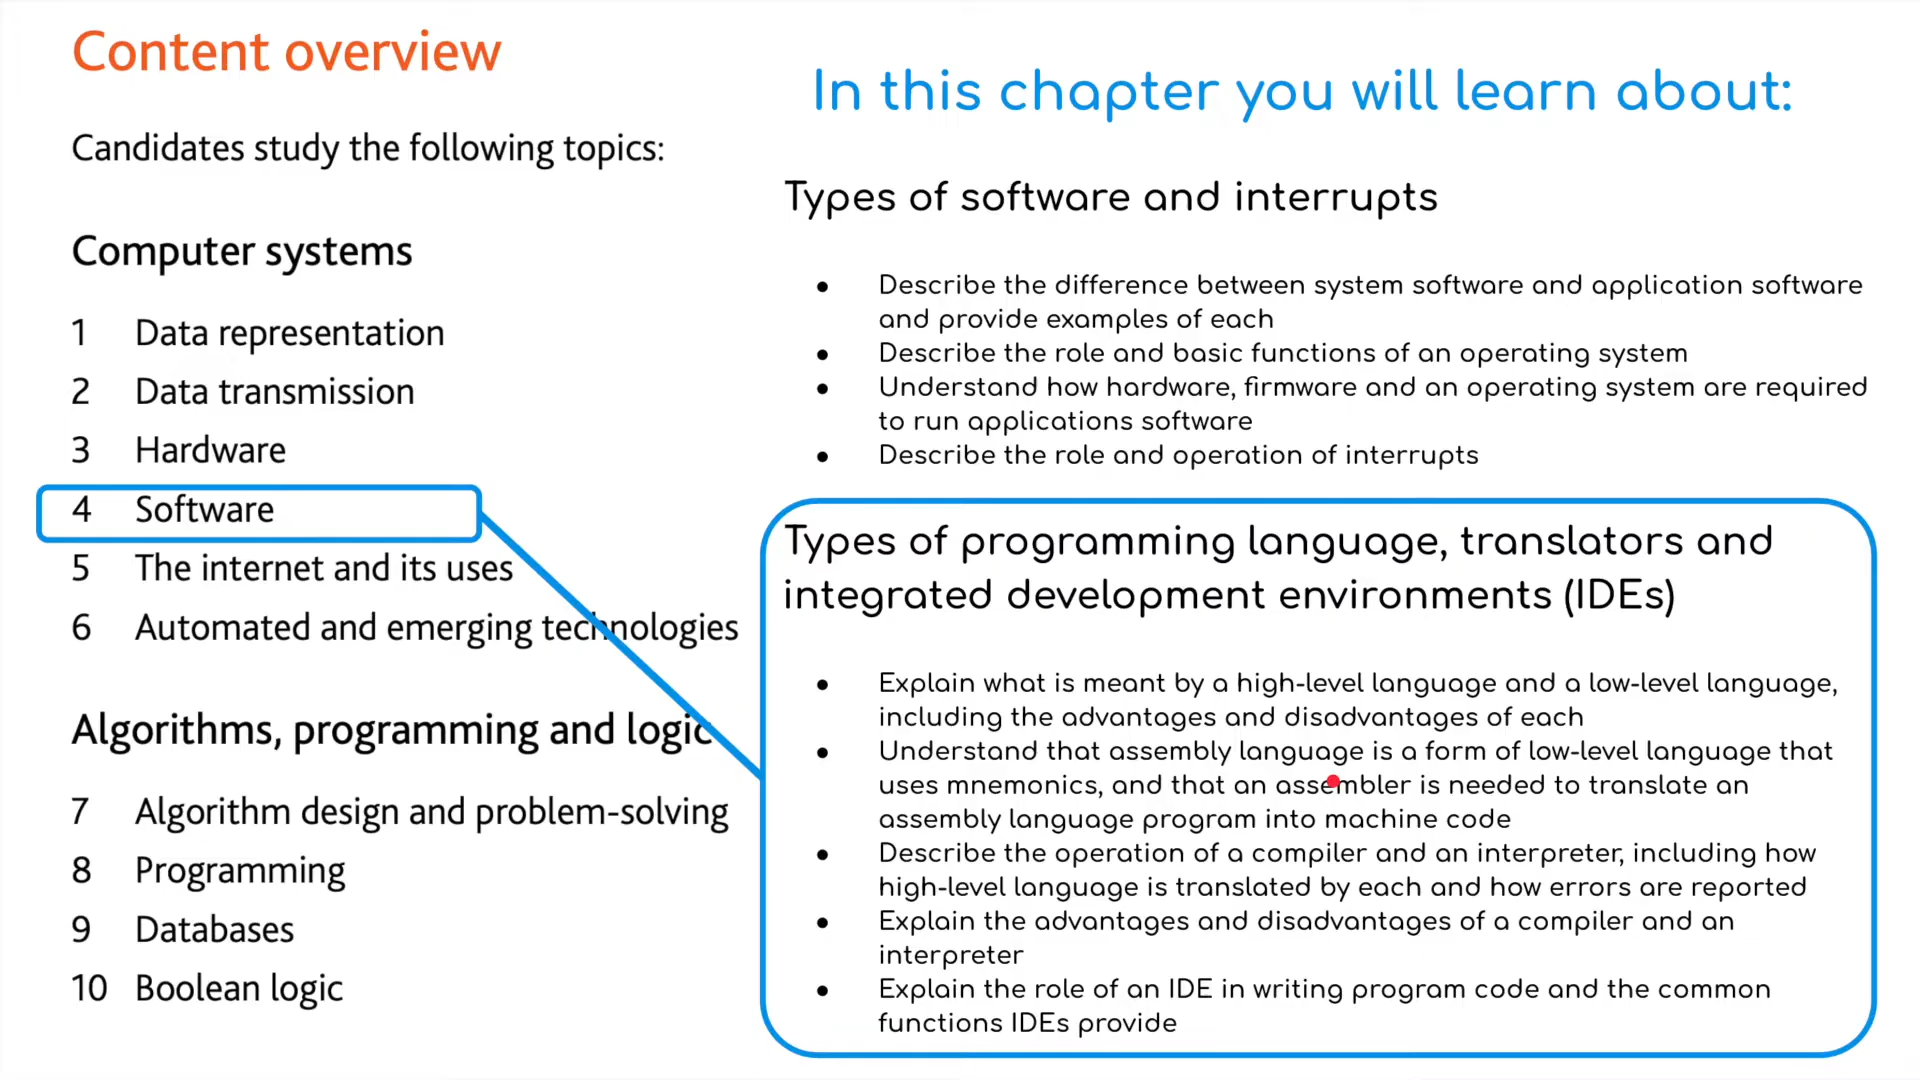 Content overview
Candidates study the following topics:
Computer systems
1 Data representation
2 Data transmission
3 Hardware
4 Software
5 The internet and its uses
6 Automated and emerging technologies
Algorithms, programming and logic
7 Algorithm design and problem-solving
8 Programming
9 Databases
10 Boolean logic
In this chapter you will learn about:
Types of software and interrupts
● Describe the difference between system software and application software
and provide examples of each
● Describe the role and basic functions of an operating system
● Understand how hardware, firmware and an operating system are required
to run applications software
● Describe the role and operation of interrupts
Types of programming language, translators and
integrated development environments (IDEs)
● Explain what is meant by a high-level language and a low-level language,
including the advantages and disadvantages of each
● Understand that assembly language is a form of low-level language that
uses mnemonics, and that an assembler is needed to translate an
assembly language program into machine code
● Describe the operation of a compiler and an interpreter, including how
high-level language is translated by each and how errors are reported
● Explain the advantages and disadvantages of a compiler and an
interpreter
● Explain the role of an IDE in writing program code and the common
functions IDEs provide